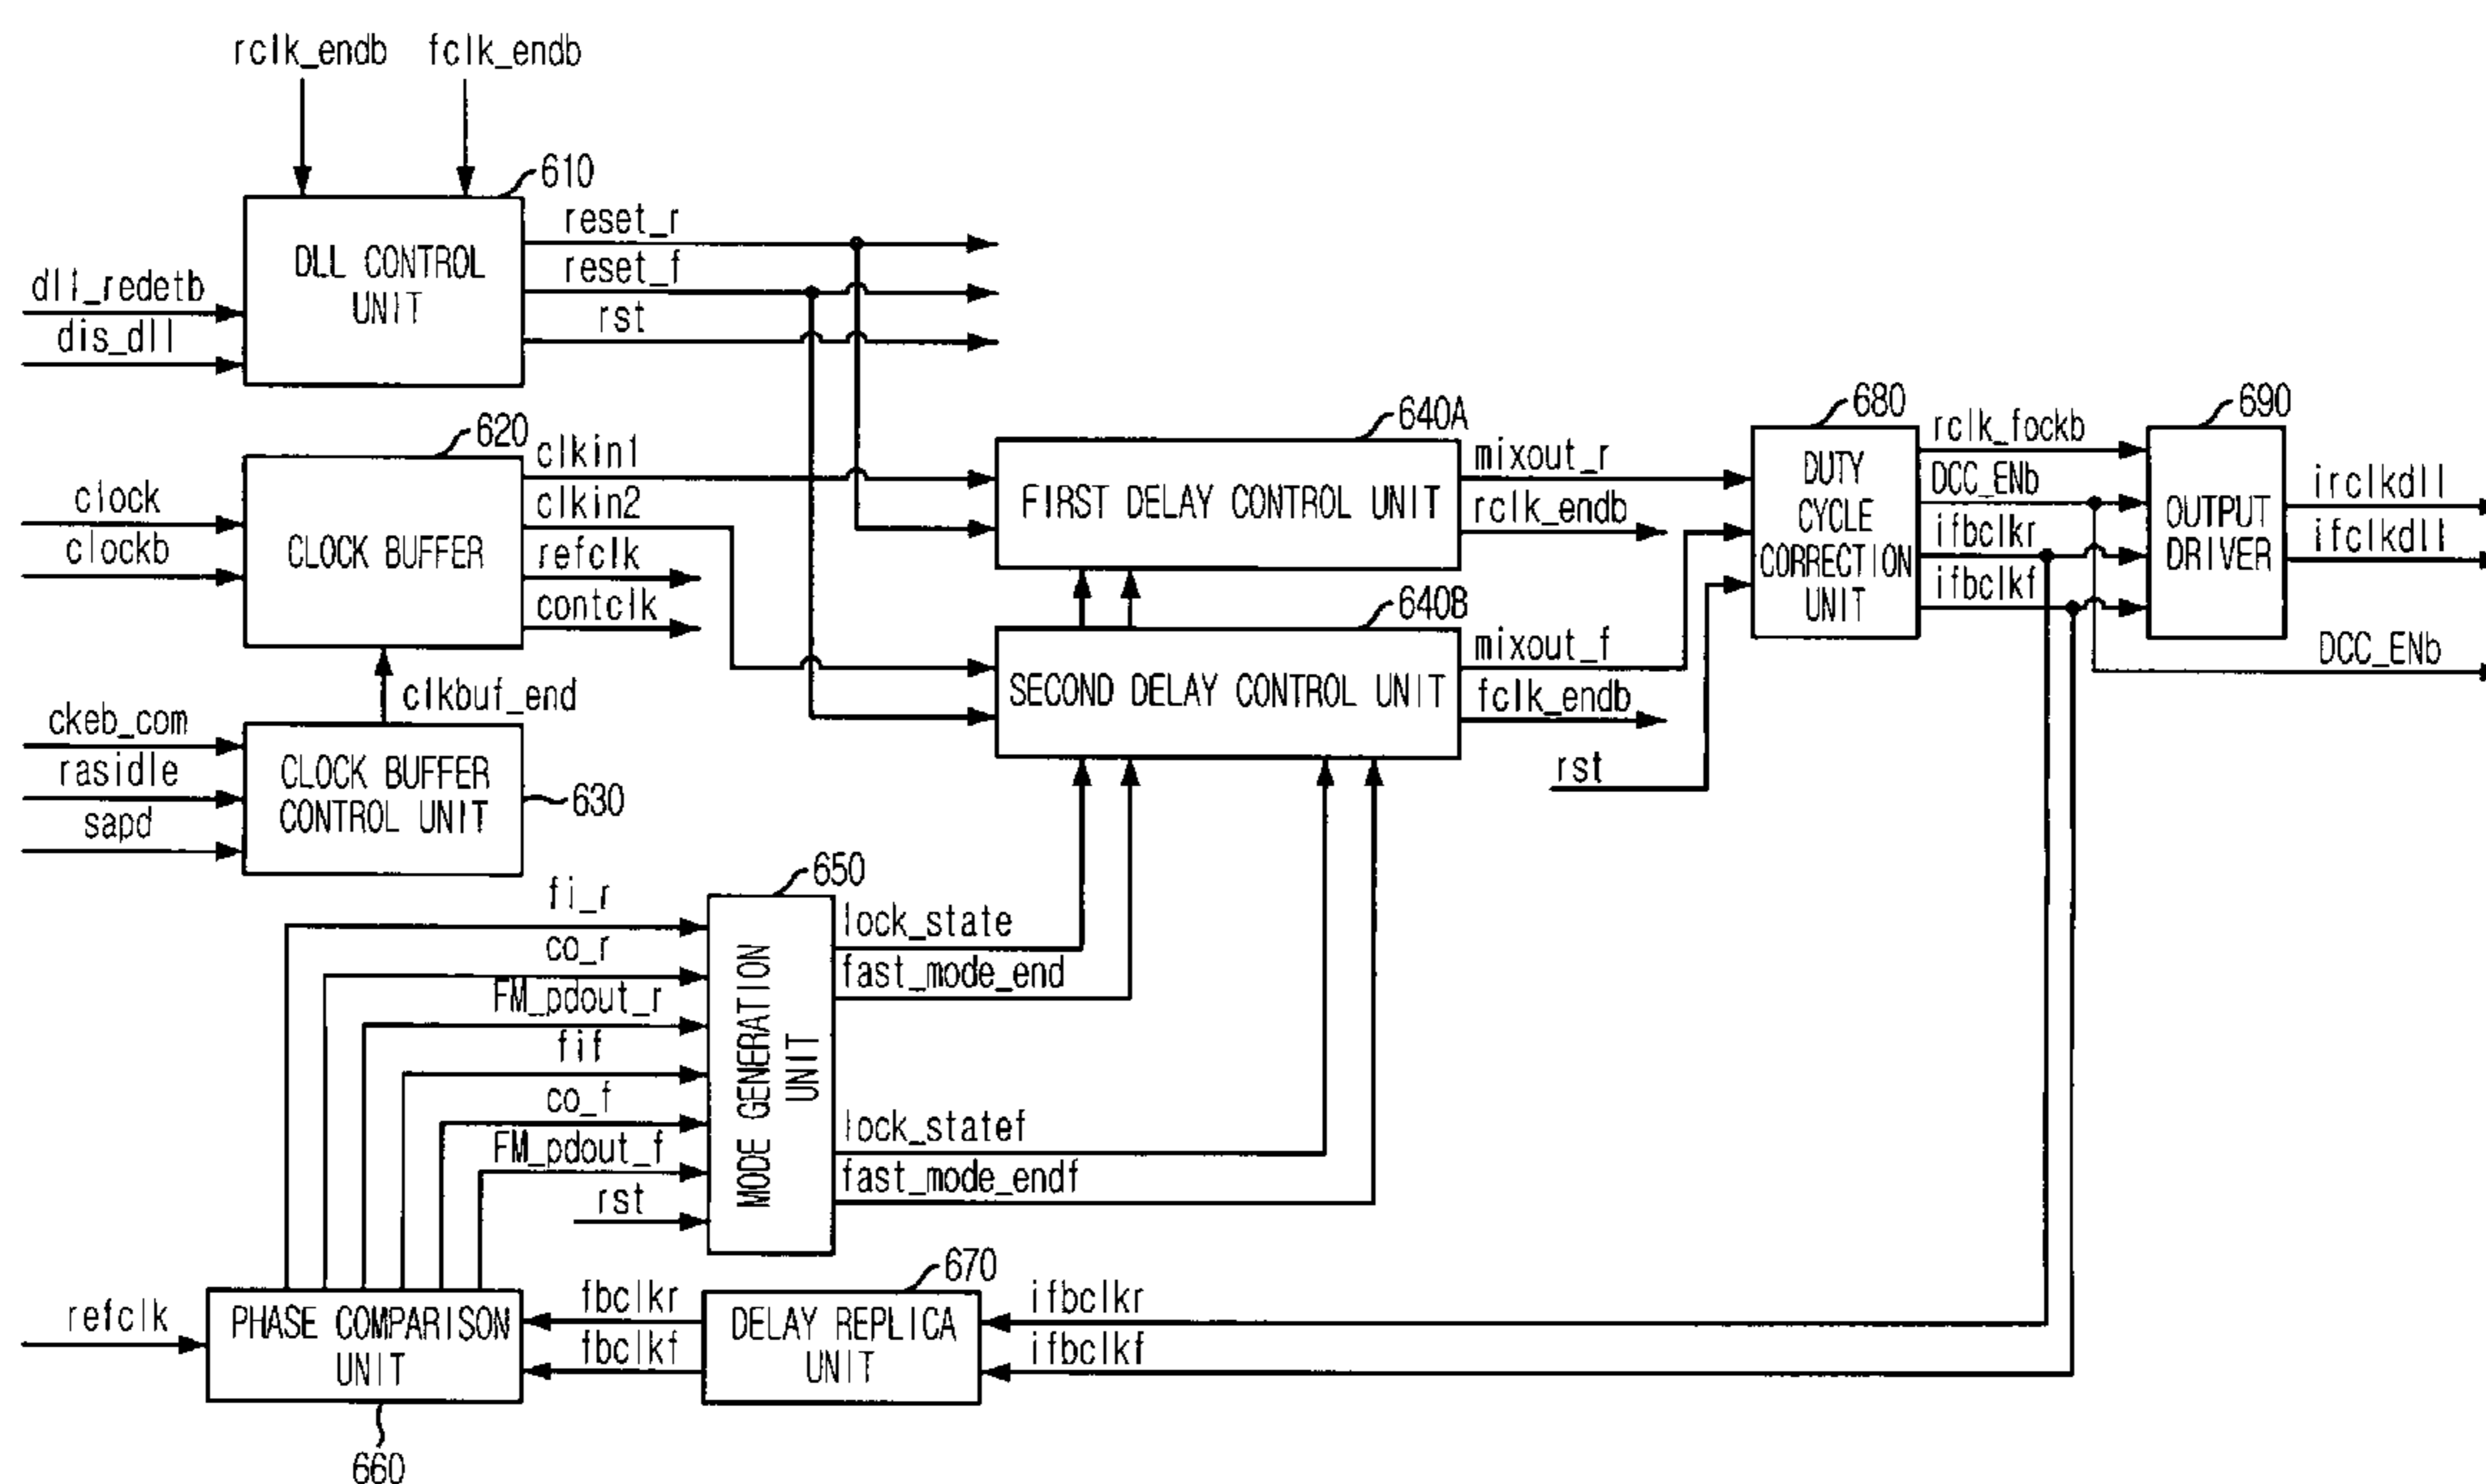 rclk_endb fclk_endb
610
reset_r
reset_f
rst
DLL CONTROL
UNIT
dll_redetb
dis_dll
620
clkin1
clkin2
refclk
contclk
CLOCK BUFFER
clock
clockb
clkbuf_end
ckeb_com
rasidle
sapd
CLOCK BUFFER
CONTROL UNIT
630
640A
FIRST DELAY CONTROL UNIT
mixout_r
rclk_endb
640B
SECOND DELAY CONTROL UNIT
mixout_f
fclk_endb
rst
680
DUTY
CYCLE
CORRECTION
UNIT
rclk_fockb
DCC_ENb
ifbclkr
ifbclkf
690
OUTPUT
DRIVER
irclkdll
ifclkdll
DCC_ENb
650
fi_r
co_r
FM_pdout_r
fif
co_f
FM_pdout_f
rst
MODE GENERATION
UNIT
lock_state
fast_mode_end
lock_statef
fast_mode_endf
refclk
PHASE COMPARISON
UNIT
660
fbclkr
fbclkf
670
DELAY REPLICA
UNIT
ifbclkr
ifbclkf